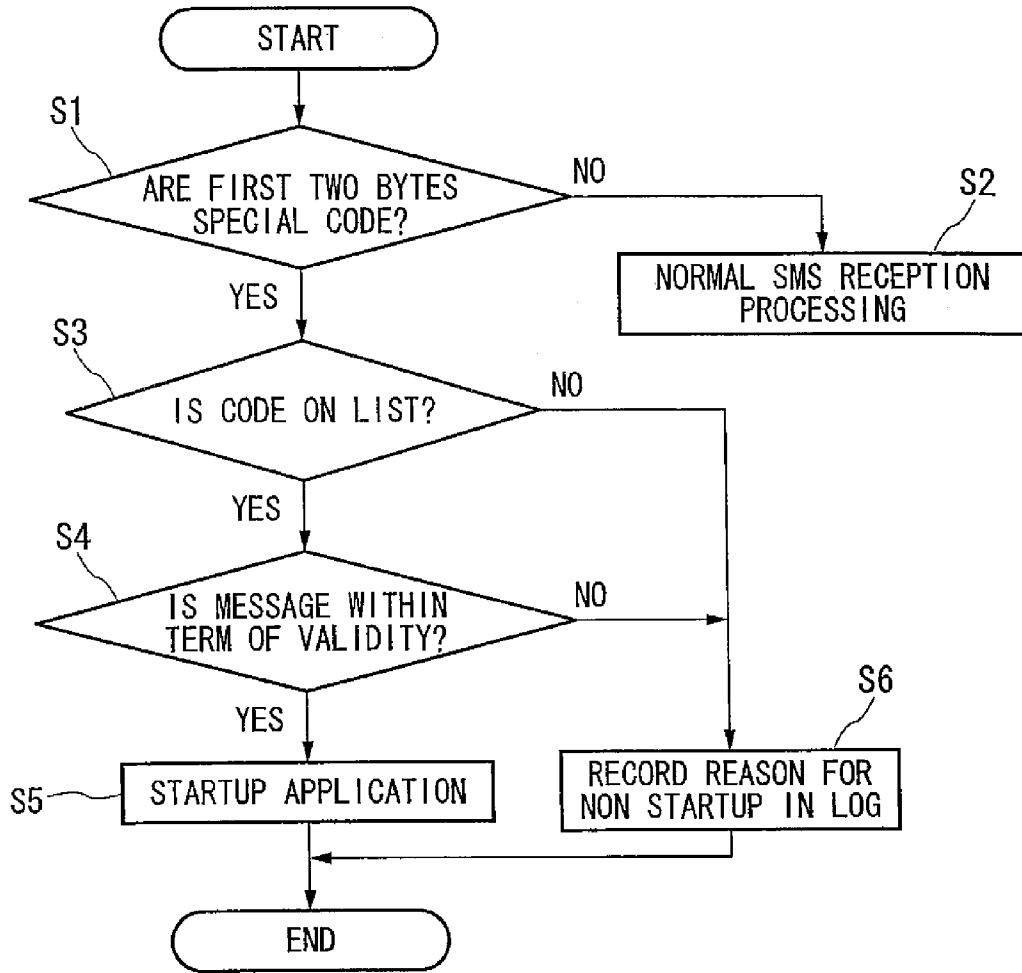 START
S1
ARE FIRST TWO BYTES
SPECIAL CODE?
NO
S2
NORMAL SMS RECEPTION
PROCESSING
YES
S3
IS CODE ON LIST?
NO
YES
S4
IS MESSAGE WITHIN
TERM OF VALIDITY?
NO
YES
S6
S5
STARTUP APPLICATION
RECORD REASON FOR
NON STARTUP IN LOG
END